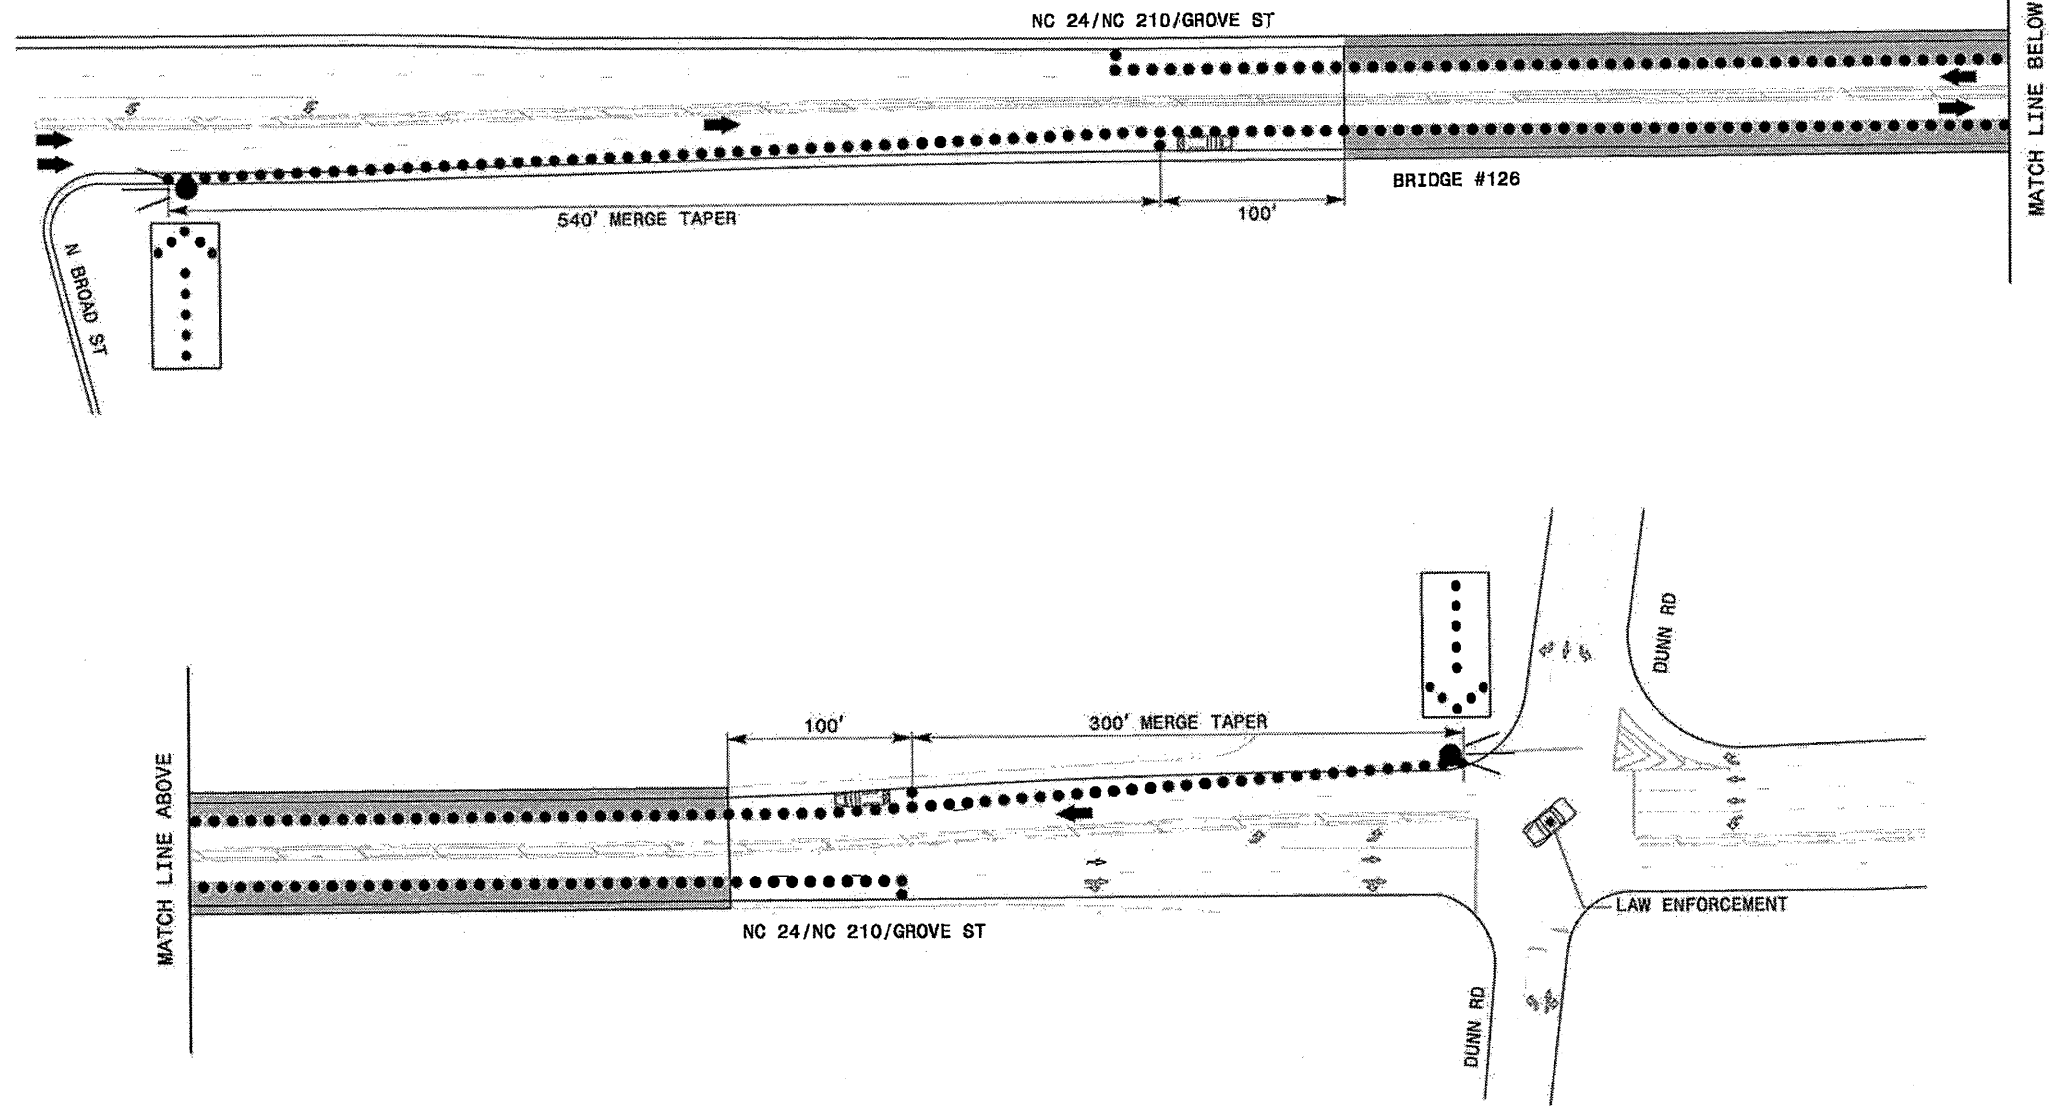 NC 24/NC 210/GROVE ST
MATCH LINE BELOW
BRIDGE #126
540' MERGE TAPER
100'
N BROAD ST
DUNN RD
100'
300' MERGE TAPER
MATCH LINE ABOVE
LAW ENFORCEMENT
NC 24/NC 210/GROVE ST
DUNN RD